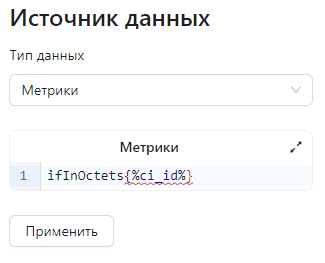 Источник данных
Тип данных
Метрики
Метрики
1 ifInOctets{%ci_id%}
Применить